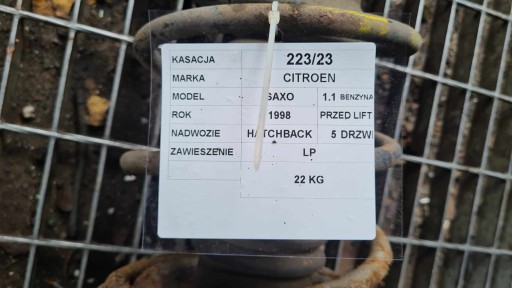 KASACJA 223/23
MARKA CITROEN
MODEL SAXO 1.1 BENZYNA
ROK 1998 PRZED LIFT
NADWOZIE HATCHBACK 5 DRZWI
ZAWIESZENIE LP
22 KG